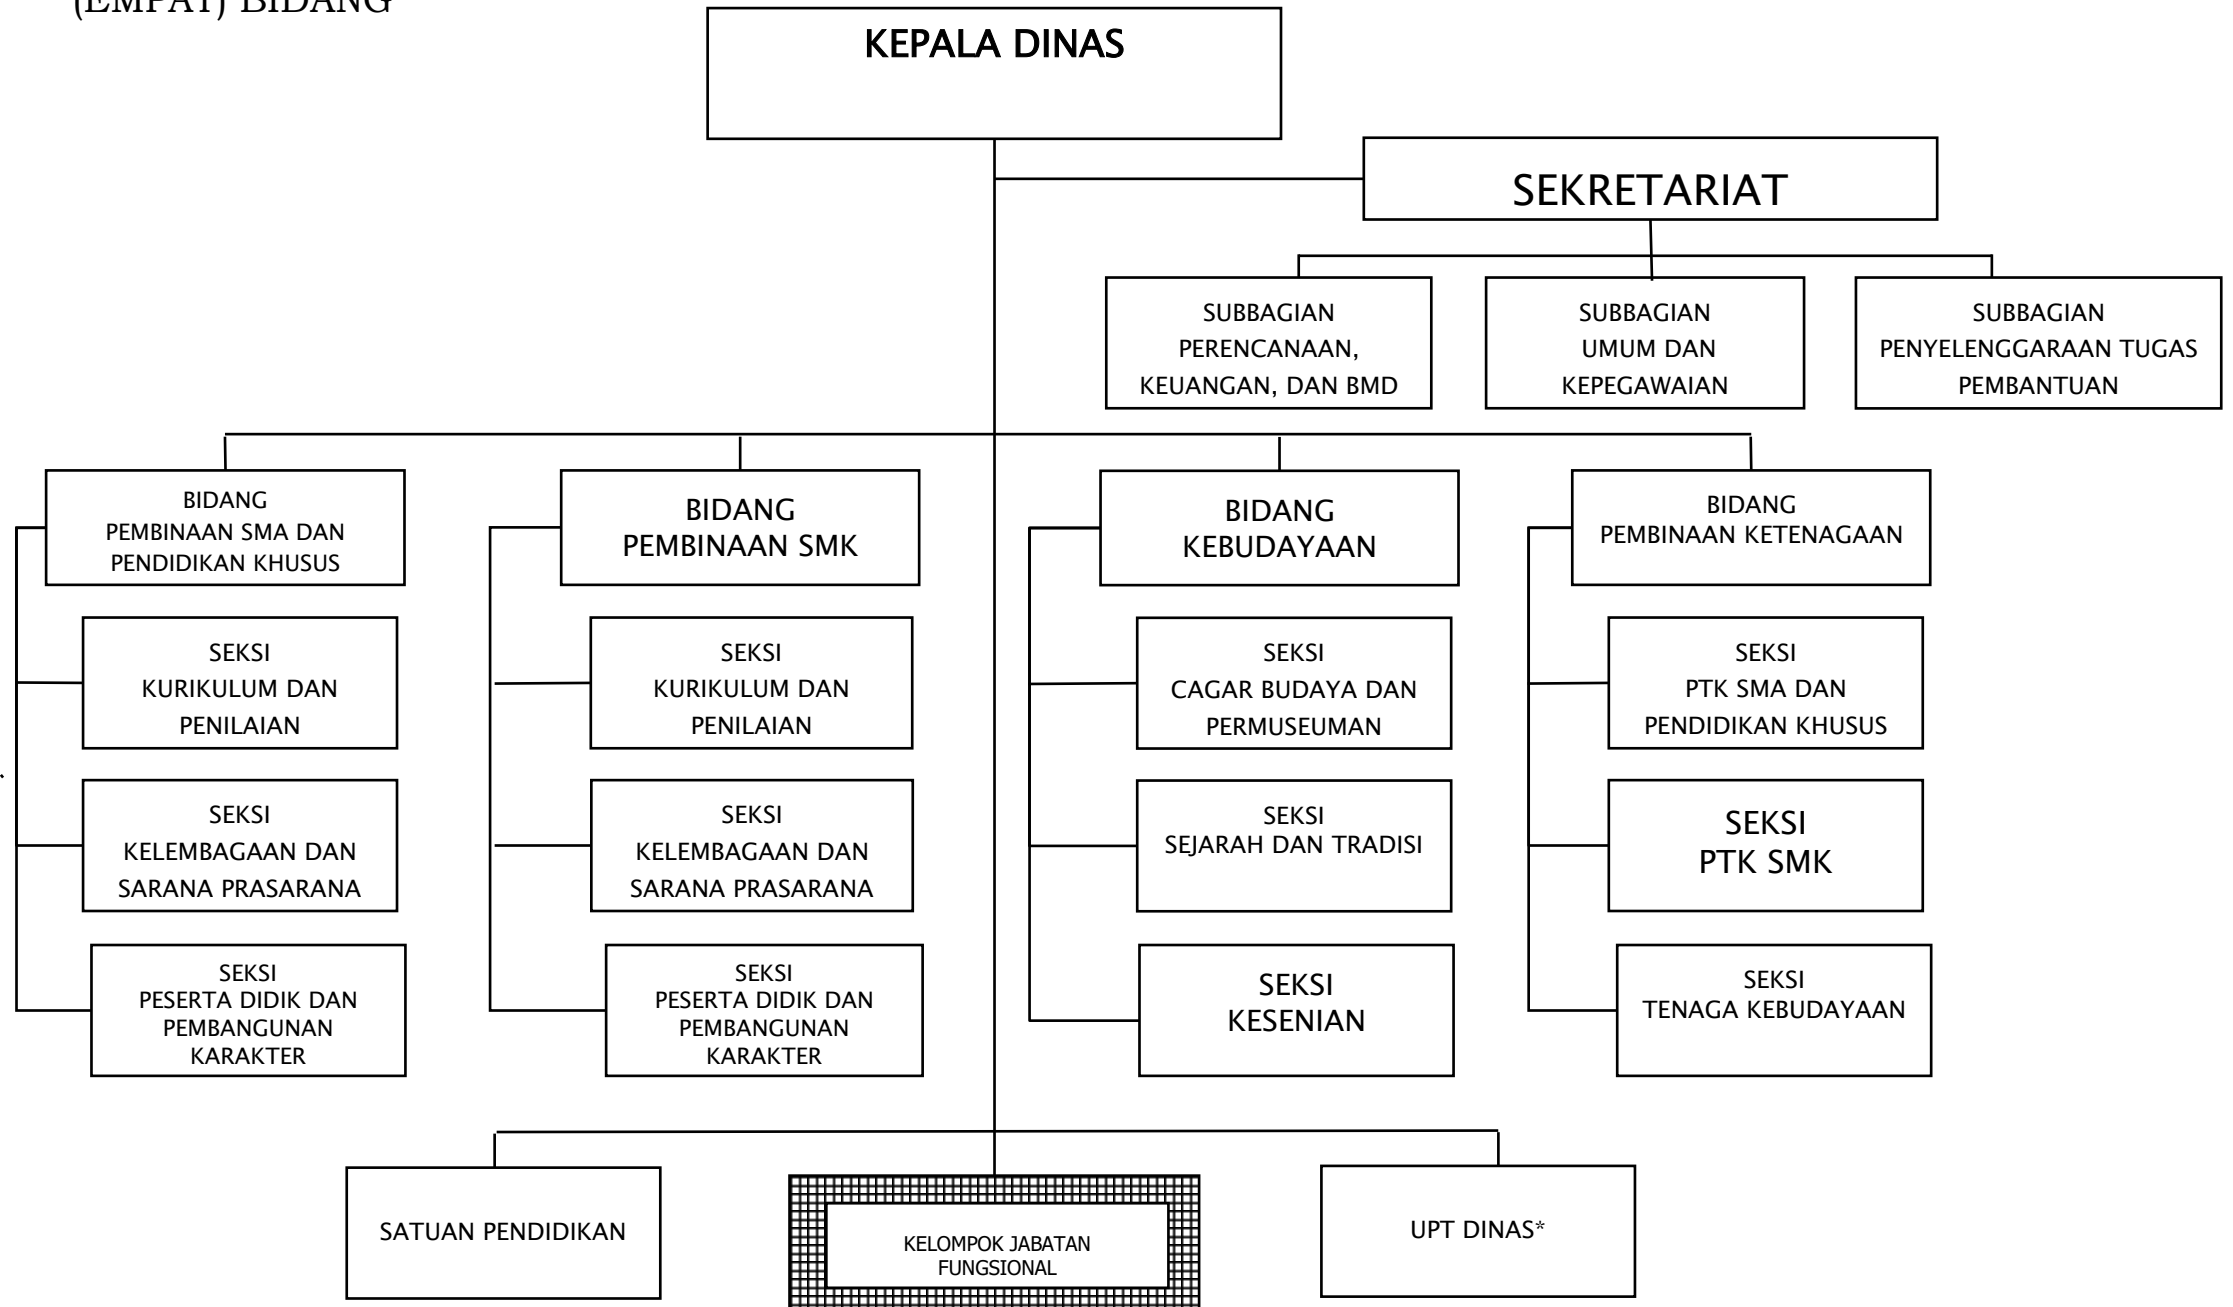 (EMPAT) BIDANG
KEPALA DINAS
SEKRETARIAT
SUBBAGIAN
PERENCANAAN,
KEUANGAN, DAN BMD
SUBBAGIAN
UMUM DAN
KEPEGAWAIAN
SUBBAGIAN
PENYELENGGARAAN TUGAS
PEMBANTUAN
BIDANG
PEMBINAAN SMA DAN
PENDIDIKAN KHUSUS
BIDANG
PEMBINAAN SMK
BIDANG
KEBUDAYAAN
BIDANG
PEMBINAAN KETENAGAAN
SEKSI
KURIKULUM DAN
PENILAIAN
SEKSI
KURIKULUM DAN
PENILAIAN
SEKSI
CAGAR BUDAYA DAN
PERMUSEUMAN
SEKSI
PTK SMA DAN
PENDIDIKAN KHUSUS
SEKSI
KELEMBAGAAN DAN
SARANA PRASARANA
SEKSI
KELEMBAGAAN DAN
SARANA PRASARANA
SEKSI
SEJARAH DAN TRADISI
SEKSI
PTK SMK
SEKSI
PESERTA DIDIK DAN
PEMBANGUNAN
KARAKTER
SEKSI
PESERTA DIDIK DAN
PEMBANGUNAN
KARAKTER
SEKSI
KESENIAN
SEKSI
TENAGA KEBUDAYAAN
SATUAN PENDIDIKAN
KELOMPOK JABATAN
FUNGSIONAL
UPT DINAS*